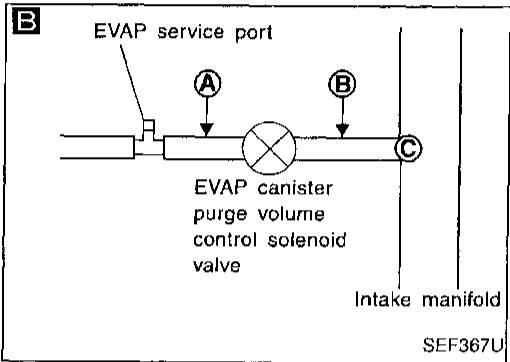 B
EVAP service port
A
B
C
EVAP canister
purge volume
control solenoid
valve
Intake manifold
SEF367U